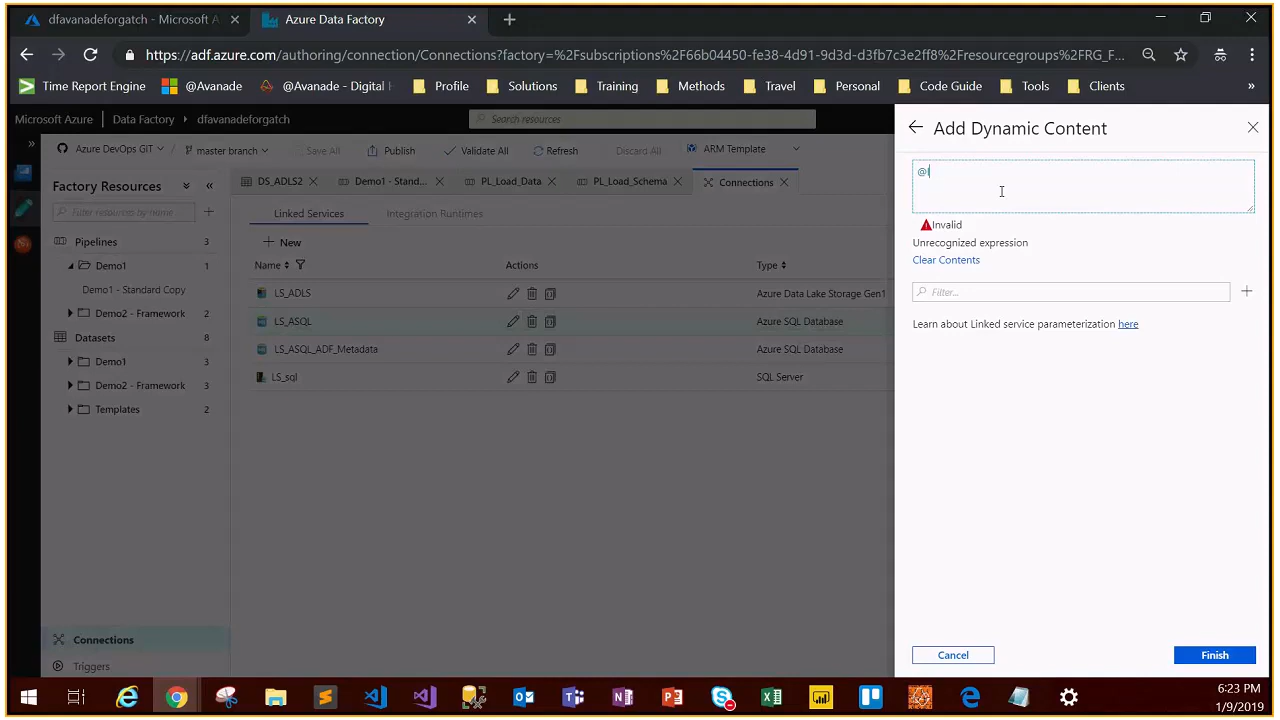 dfavanadeforgatch - Microsoft A
Azure Data Factory
https://adf.azure.com/authoring/connection/Connections?factory=%2Fsubscriptions%2F66b04450-fe38-4d91-9d3d-d3fb7c3e2ff8%2Fresourcegroups%2FRG_F...
Time Report Engine
@Avanade
@Avanade - Digital
Profile
Solutions
Training
Methods
Travel
Personal
Code Guide
Tools
Clients
»
Microsoft Azure
Data Factory
dfavanadeforgatch
Search resources
Azure DevOps GIT
master branch
Save All
Publish
Validate All
Refresh
Discard All
ARM Template
Factory Resources
DS_ADLS2
Demo1 - Stand...
PL_Load_Data
PL_Load_Schema
Connections
Filter resources by name
Linked Services
Integration Runtimes
Pipelines 3
Demo1 1
Demo1 - Standard Copy
Demo2 - Framework 2
Datasets 8
Demo1 3
Demo2 - Framework 3
Templates 2
Connections
Triggers
New
Name Actions Type
LS_ADLS Azure Data Lake Storage Gen1
LS_ASQL Azure SQL Database
LS_ASQL_ADF_Metadata Azure SQL Database
LS_sql SQL Server
Add Dynamic Content
@l
Invalid
Unrecognized expression
Clear Contents
Filter...
Learn about Linked service parameterization here
Cancel
Finish
6:23 PM
1/9/2019